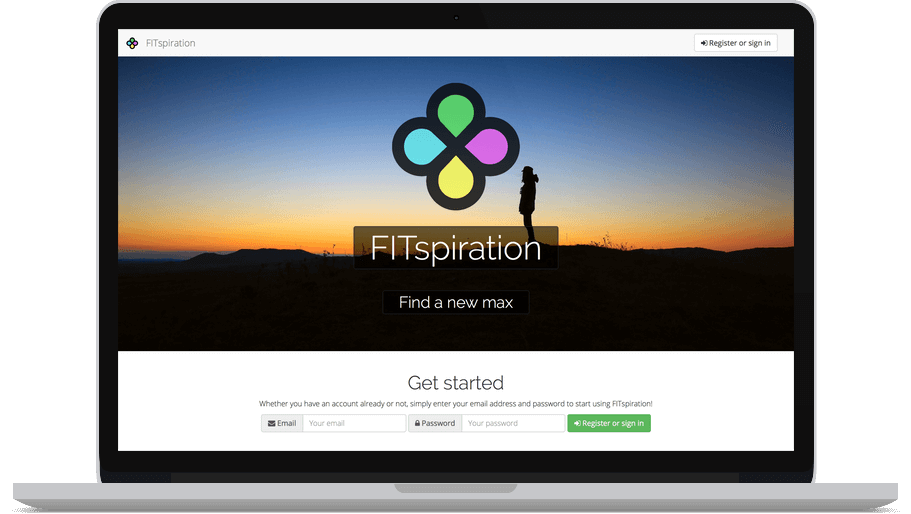 FITspiration
Register or sign in
FITspiration
Find a new max
Get started
Whether you have an account already or not, simply enter your email address and password to start using FITspiration!
Email Your email Password Your password Register or sign in